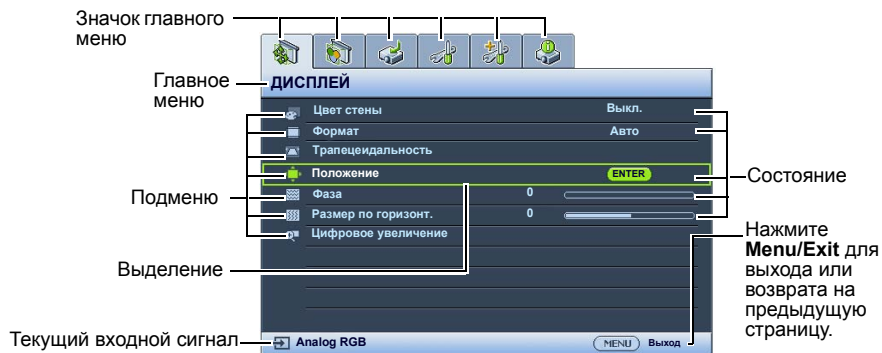 Значок главного
меню
Главное
меню
ДИСПЛЕЙ
Цвет стены Выкл.
Формат Авто
Трапецеидальность
Положение ENTER
Фаза 0
Размер по горизонт. 0
Цифровое увеличение
Подменю
Выделение
Состояние
Нажмите
Menu/Exit для
выхода или
возврата на
предыдущую
страницу.
Текущий входной сигнал
Analog RGB MENU Выход